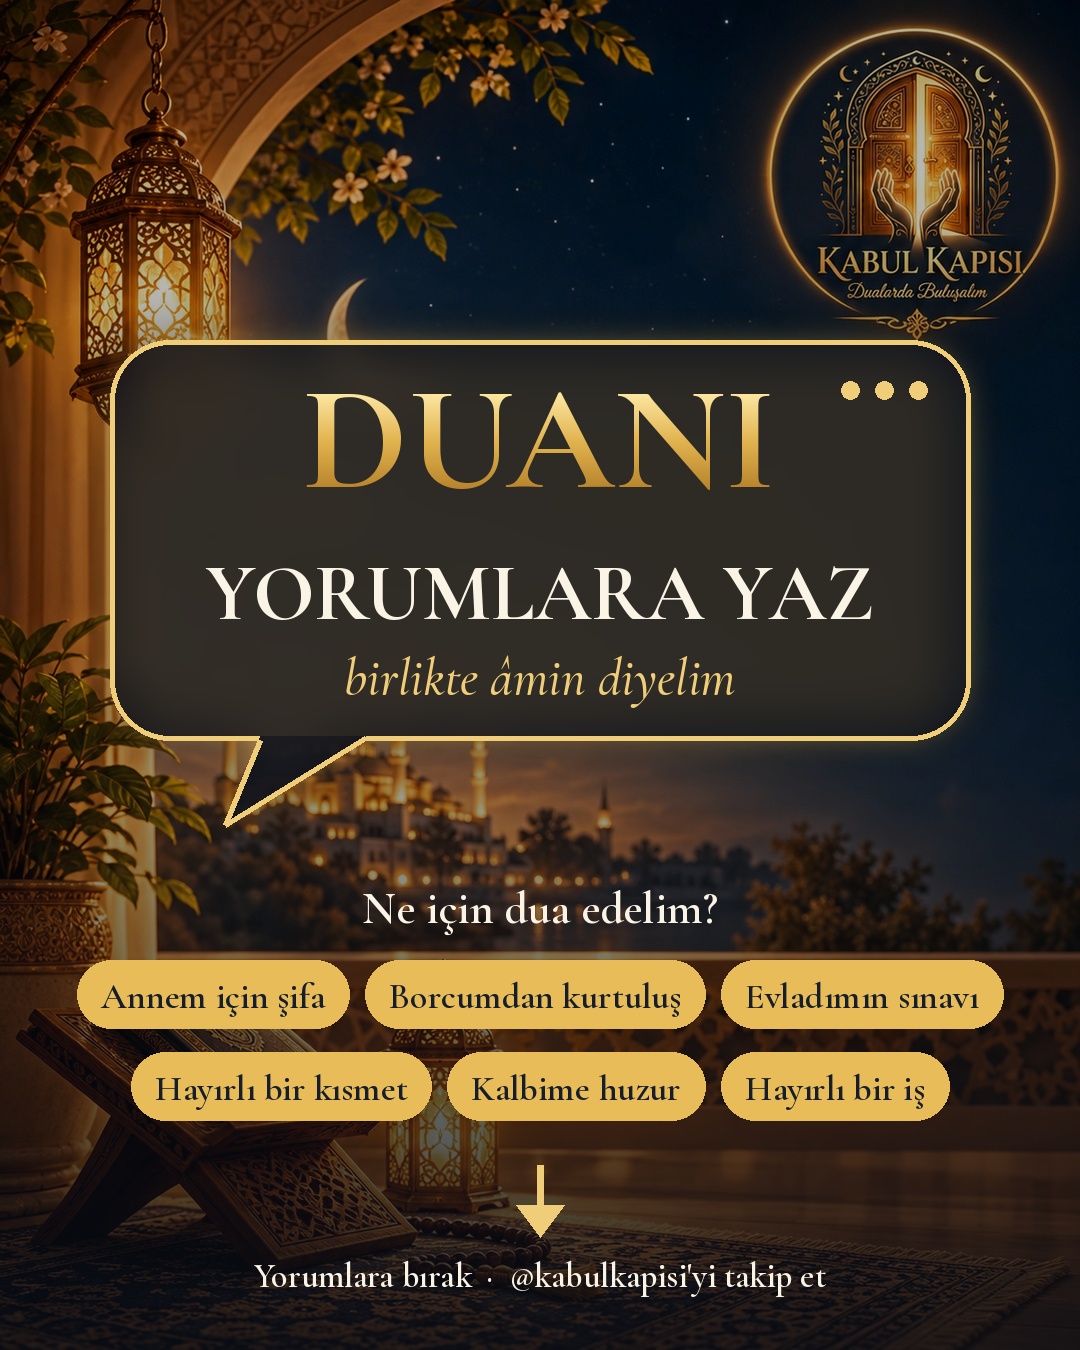 KABUL KAPISI
Dualarda Buluşalım
DUANI
YORUMLARA YAZ
birlikte âmin diyelim
Ne için dua edelim?
Annem için şifa
Borcumdan kurtuluş
Evladımın sınavı
Hayırlı bir kısmet
Kalbime huzur
Hayırlı bir iş
Yorumlara bırak · @kabulkapisi'yi takip et